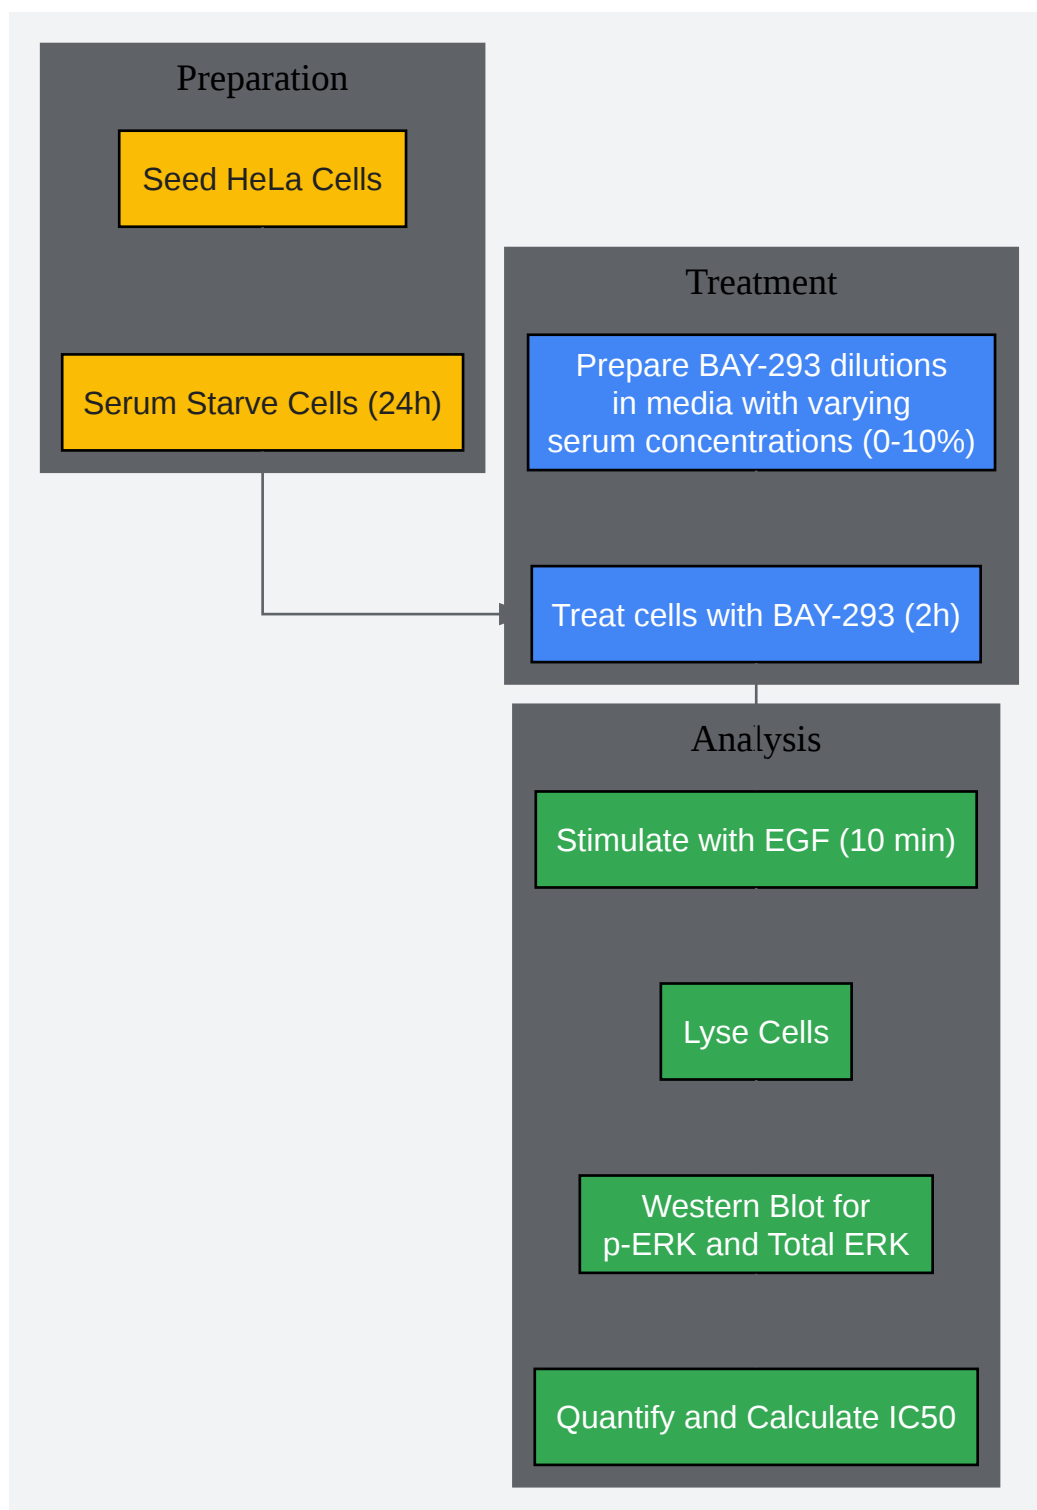 Preparation
Seed HeLa Cells
Serum Starve Cells (24h)
Treatment
Prepare BAY-293 dilutions
in media with varying
serum concentrations (0-10%)
Treat cells with BAY-293 (2h)
Analysis
Stimulate with EGF (10 min)
Lyse Cells
Western Blot for
p-ERK and Total ERK
Quantify and Calculate IC50